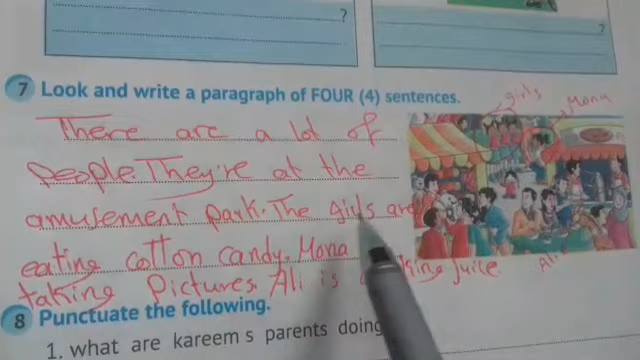 ?
?
7 Look and write a paragraph of FOUR (4) sentences.
girls
Mona
There are a lot of
people. They're at the
amusement park. The girls are
eating cotton candy. Mona
taking pictures. Ali is juice
Ali
8 Punctuate the following.
1. what are kareem s parents doing